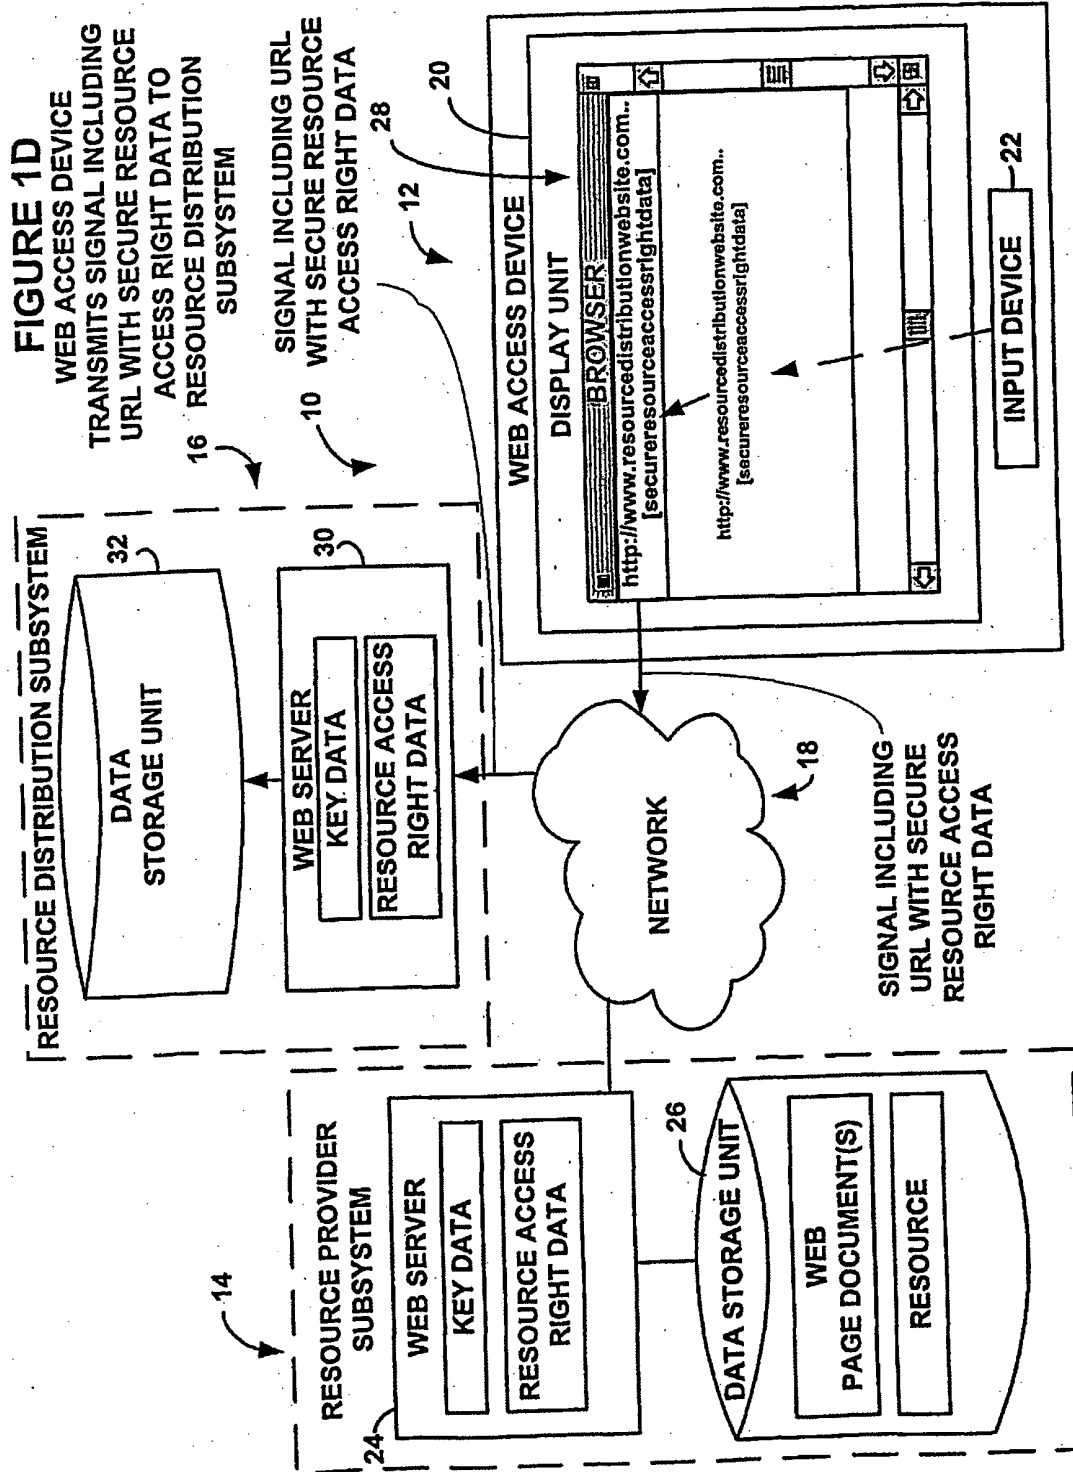 FIGURE 1D
WEB ACCESS DEVICE
TRANSMITS SIGNAL INCLUDING
URL WITH SECURE RESOURCE
ACCESS RIGHT DATA TO
RESOURCE DISTRIBUTION
SUBSYSTEM
16
10
SIGNAL INCLUDING URL
WITH SECURE RESOURCE
ACCESS RIGHT DATA
12
28
20
RESOURCE DISTRIBUTION SUBSYSTEM
32
DATA
STORAGE UNIT
30
WEB SERVER
KEY DATA
RESOURCE ACCESS
RIGHT DATA
WEB ACCESS DEVICE
DISPLAY UNIT
BROWSER
http://www.resourcedistributionwebsite.com..
[secureresourceaccessrightdata]
http://www.resourcedistributionwebsite.com..
[secureresourceaccessrightdata]
INPUT DEVICE
22
NETWORK
18
SIGNAL INCLUDING
URL WITH SECURE
RESOURCE ACCESS
RIGHT DATA
14
RESOURCE PROVIDER
SUBSYSTEM
24
WEB SERVER
KEY DATA
RESOURCE ACCESS
RIGHT DATA
26
DATA STORAGE UNIT
WEB
PAGE DOCUMENT(S)
RESOURCE